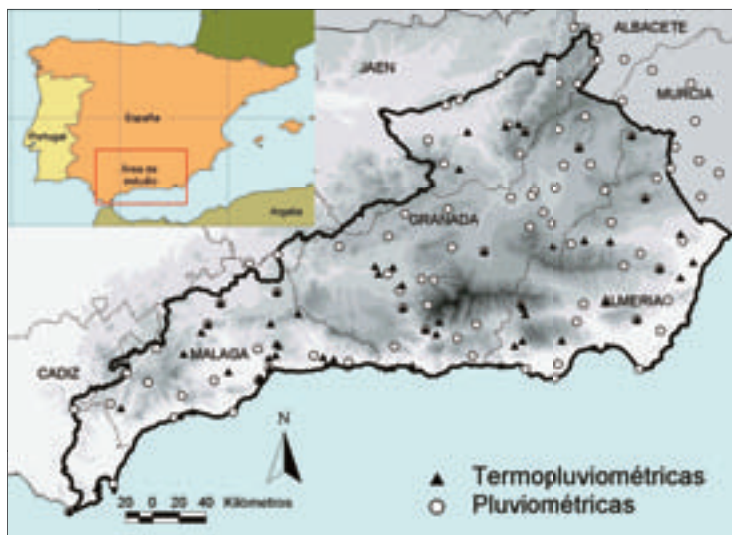 ALBACETE
JAEN
MURCIA
España
Portugal
Área de
estudio
Argelia
GRANADA
ALMERIA
MALAGA
CADIZ
N
Termopluviométricas
Pluviométricas
20 0 20 40 Kilómetros